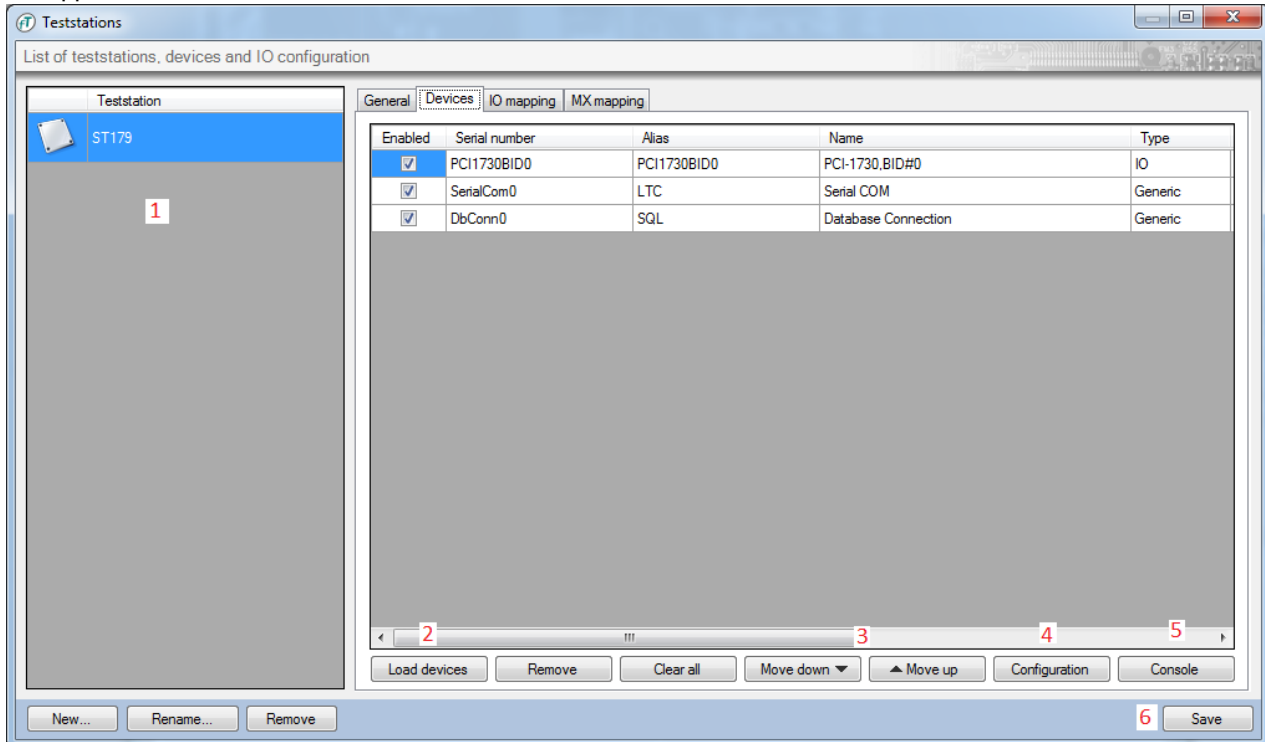 Teststations
List of teststations, devices and IO configuration
Teststation
ST179
1
General Devices IO mapping MX mapping
Enabled Serial number Alias Name Type
PCI1730BID0 PCI1730BID0 PCI-1730,BID#0 IO
SerialCom0 LTC Serial COM Generic
DbConn0 SQL Database Connection Generic
2 3 4 5
Load devices Remove Clear all Move down Move up Configuration Console
New... Rename... Remove 6 Save